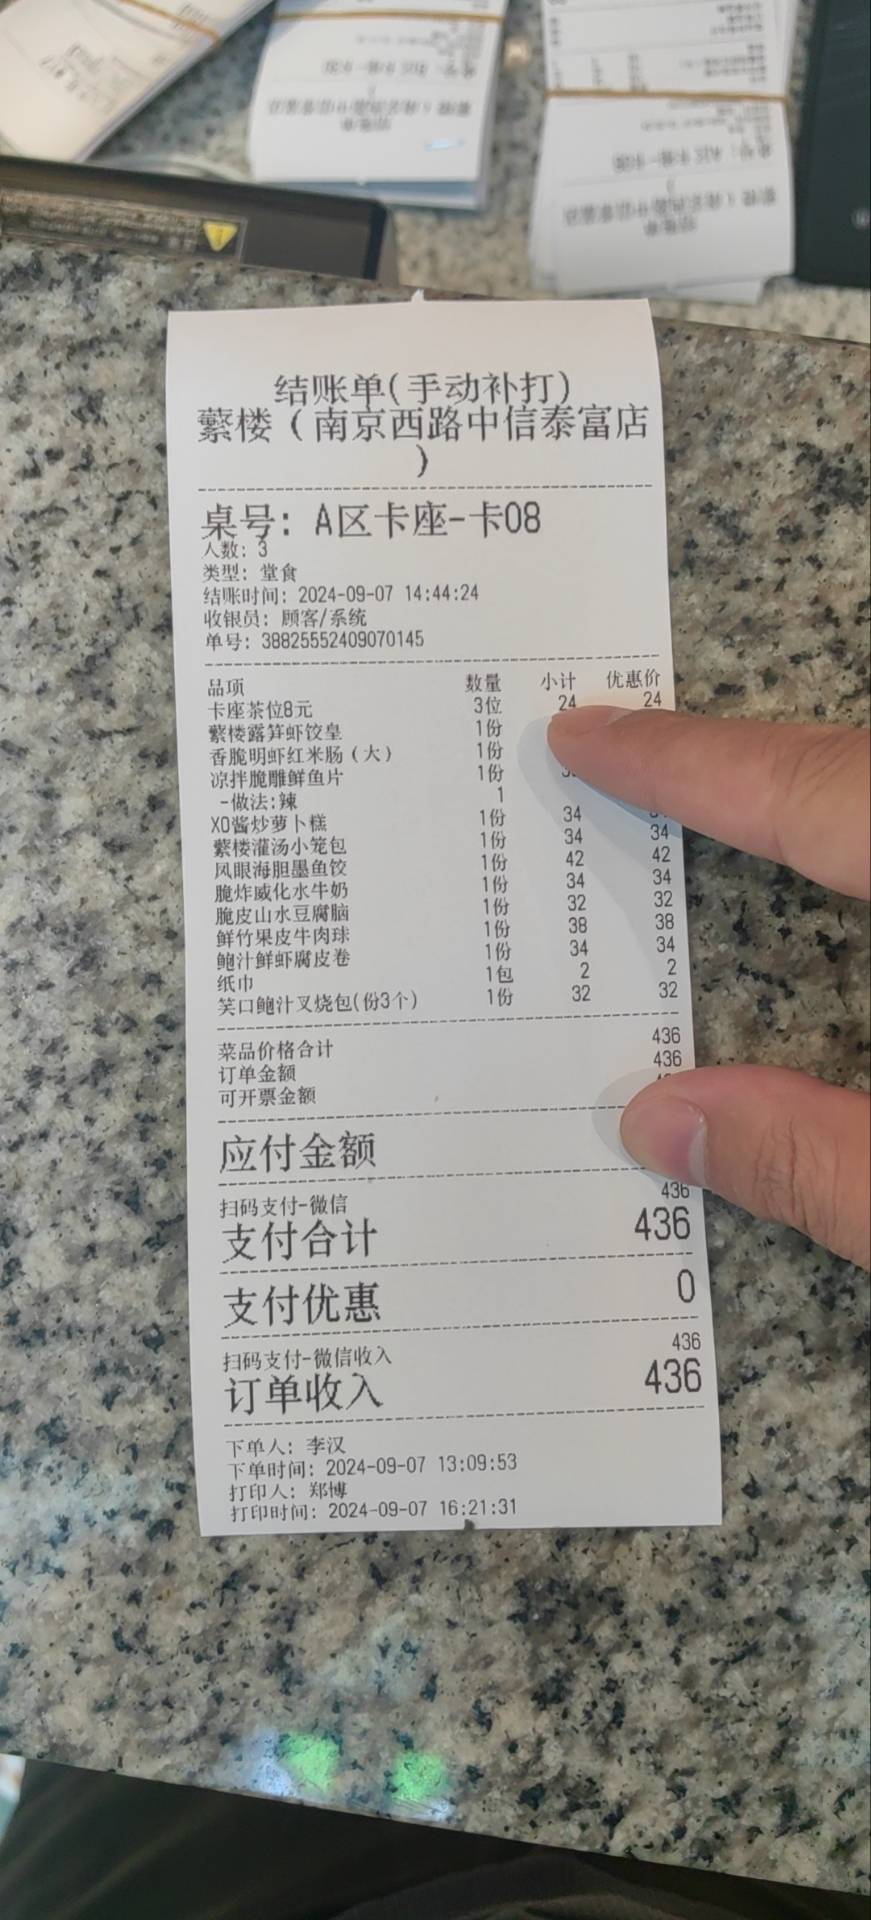 结账单(手动补打)
蘩楼（南京西路中信泰富店
）
桌号: A区卡座-卡08
人数: 3
类型: 堂食
结账时间: 2024-09-07 14:44:24
收银员: 顾客/系统
单号: 38825552409070145
品项 数量 小计 优惠价
卡座茶位8元 3位 24 24
蘩楼露笋虾饺皇 1份
香脆明虾红米肠（大） 1份
凉拌脆雕鲜鱼片 1份
-做法:辣 1
XO酱炒萝卜糕 1份 34
蘩楼灌汤小笼包 1份 34 34
凤眼海胆墨鱼饺 1份 42 42
脆炸威化水牛奶 1份 34 34
脆皮山水豆腐脑 1份 32 32
鲜竹果皮牛肉球 1份 38 38
鲍汁鲜虾腐皮卷 1份 34 34
纸巾 1包 2 2
笑口鲍汁叉烧包(份3个) 1份 32 32
菜品价格合计 436
订单金额 436
可开票金额
应付金额
扫码支付-微信 436
支付合计 436
支付优惠 0
扫码支付-微信收入 436
订单收入 436
下单人: 李汉
下单时间: 2024-09-07 13:09:53
打印人: 郑博
打印时间: 2024-09-07 16:21:31